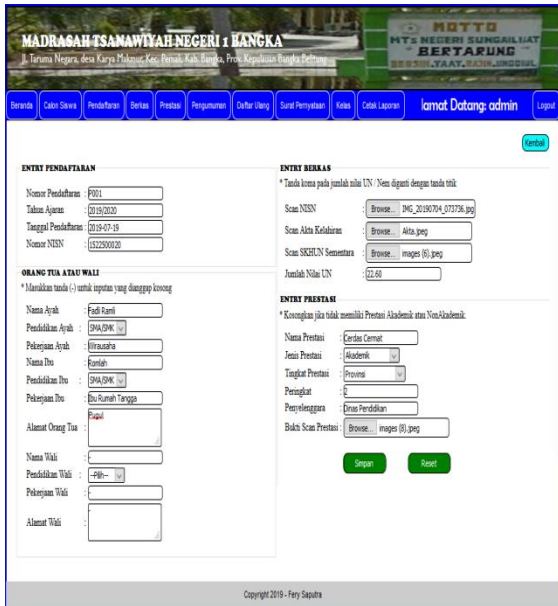 MADRASAH TSANAWIYAH NEGERI 1 BANGKA
Jl. Taruma Negara, desa Karya Makmur, Kec. Pemali, Kab. Bangka, Prov. Kepulauan Bangka Belitung
MOTTO
MTs NEGERI SUNGAILIAT
BERTARUNG
BERSIH, TAAT, RAJIN, UNGGUL
Beranda Calon Siswa Pendaftaran Berkas Prestasi Pengumuman Daftar Ulang Surat Pernyataan Kelas Cetak Laporan lamat Datang: admin Logout
Kembali
ENTRY PENDAFTARAN
Nomor Pendaftaran : P001
Tahun Ajaran : 2019/2020
Tanggal Pendaftaran : 2019-07-19
Nomor NISN : 1522500020
ORANG TUA ATAU WALI
* Masukkan tanda (-) untuk inputan yang dianggap kosong
Nama Ayah : Fadli Ramli
Pendidikan Ayah : SMA/SMK
Pekerjaan Ayah : Wirausaha
Nama Ibu : Romlah
Pendidikan Ibu : SMA/SMK
Pekerjaan Ibu : Ibu Rumah Tangga
Alamat Orang Tua :
Nama Wali : -
Pendidikan Wali : --Pilih--
Pekerjaan Wali : -
Alamat Wali : -
ENTRY BERKAS
* Tanda koma pada jumlah nilai UN / Nem diganti dengan tanda titik
Scan NISN : Browse... IMG_20190704_073736.jpg
Scan Akta Kelahiran : Browse... Akta.jpeg
Scan SKHUN Sementara : Browse... images (6).jpeg
Jumlah Nilai UN : 22.60
ENTRY PRESTASI
* Kosongkan jika tidak memiliki Prestasi Akademik atau NonAkademik.
Nama Prestasi : Cerdas Cermat
Jenis Prestasi : Akademik
Tingkat Prestasi : Provinsi
Peringkat : 2
Penyelenggara : Dinas Pendidikan
Bukti Scan Prestasi : Browse... images (8).jpeg
Simpan Reset
Copyright 2019 - Fery Saputra